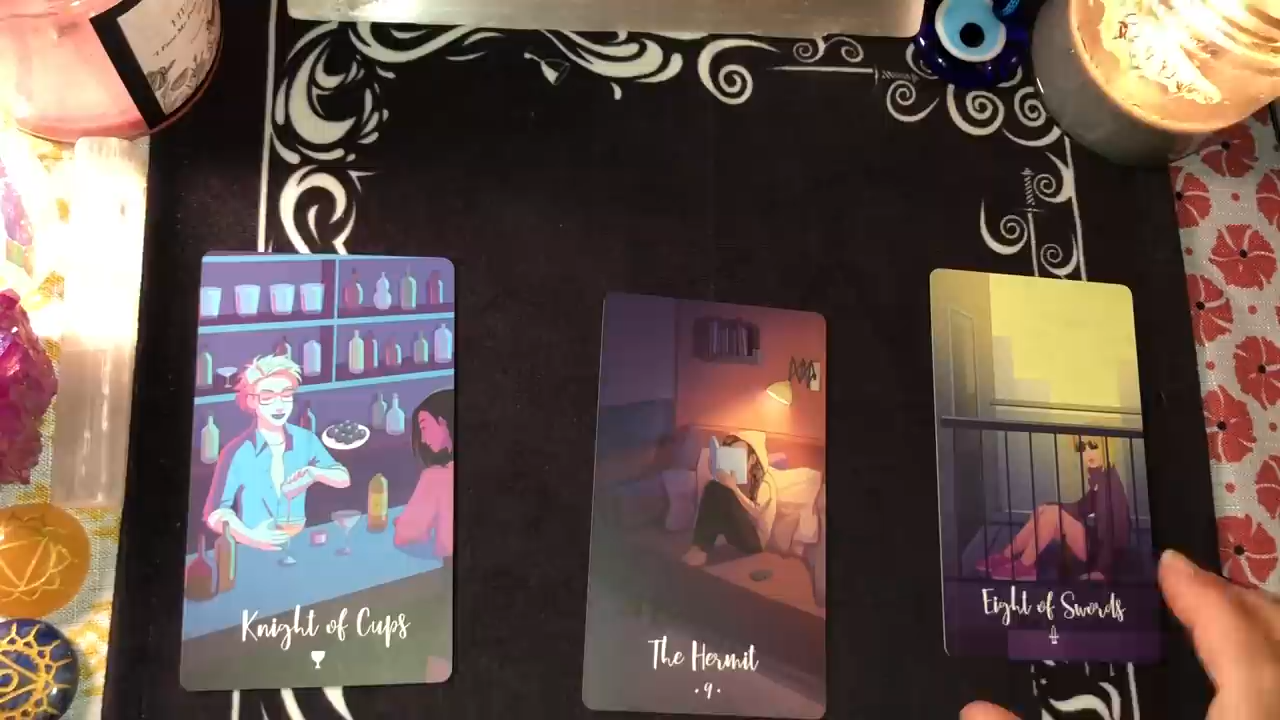 Knight of Cups
The Hermit
• 9 •
Eight of Swords